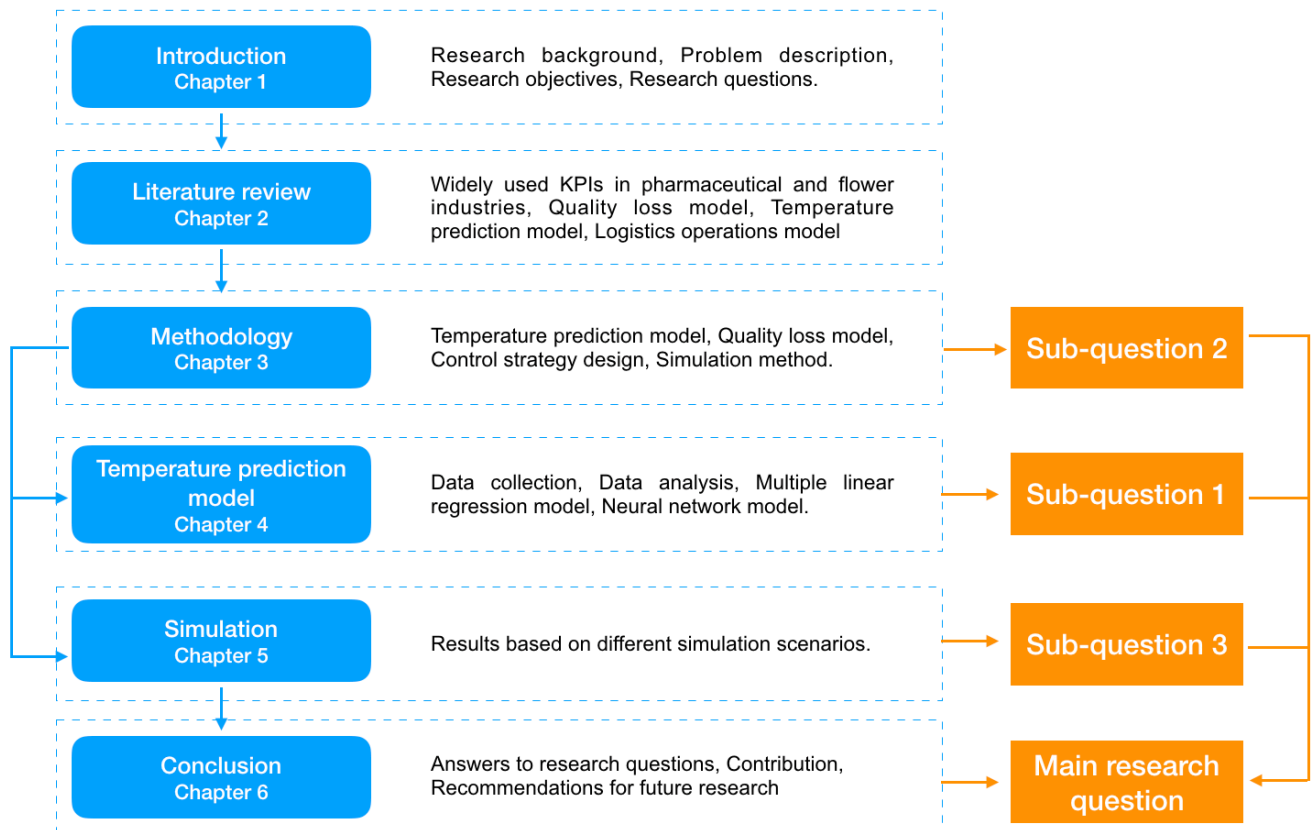 Introduction
Chapter 1
Research background, Problem description,
Research objectives, Research questions.
Literature review
Chapter 2
Widely used KPIs in pharmaceutical and flower
industries, Quality loss model, Temperature
prediction model, Logistics operations model
Methodology
Chapter 3
Temperature prediction model, Quality loss model,
Control strategy design, Simulation method.
Sub-question 2
Temperature prediction
model
Chapter 4
Data collection, Data analysis, Multiple linear
regression model, Neural network model.
Sub-question 1
Simulation
Chapter 5
Results based on different simulation scenarios.
Sub-question 3
Conclusion
Chapter 6
Answers to research questions, Contribution,
Recommendations for future research
Main research
question